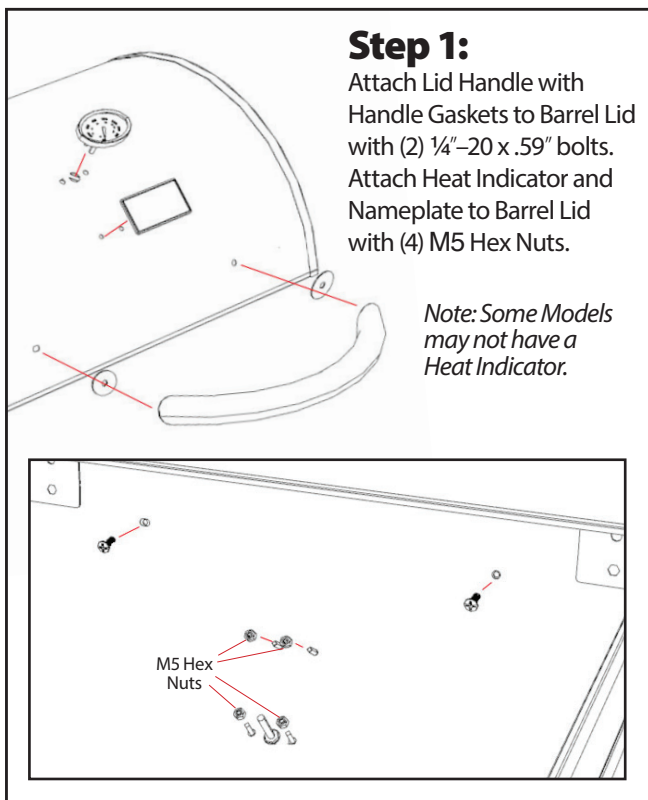 Step 1:
Attach Lid Handle with
Handle Gaskets to Barrel Lid
with (2) ¼″–20 x .59″ bolts.
Attach Heat Indicator and
Nameplate to Barrel Lid
with (4) M5 Hex Nuts.
Note: Some Models
may not have a
Heat Indicator.
M5 Hex
Nuts